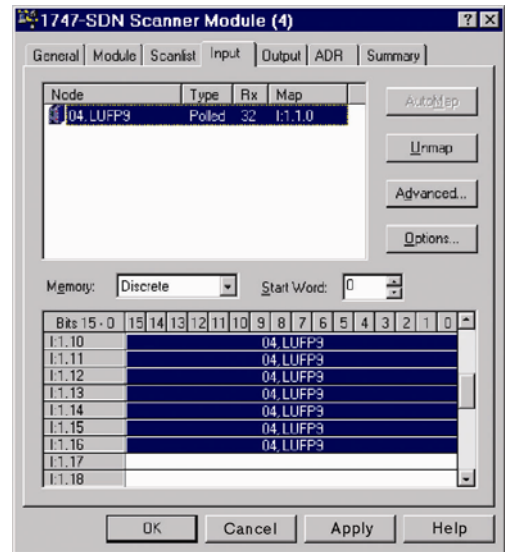 1747-SDN Scanner Module (4)
General Module Scanlist Input Output ADR Summary
Node Type Rx Map
04, LUFP9 Polled 32 I:1.1.0
AutoMap
Unmap
Advanced...
Options...
Memory: Discrete Start Word: 0
Bits 15 - 0 15 14 13 12 11 10 9 8 7 6 5 4 3 2 1 0
I:1.10 04, LUFP9
I:1.11 04, LUFP9
I:1.12 04, LUFP9
I:1.13 04, LUFP9
I:1.14 04, LUFP9
I:1.15 04, LUFP9
I:1.16 04, LUFP9
I:1.17
I:1.18
OK Cancel Apply Help